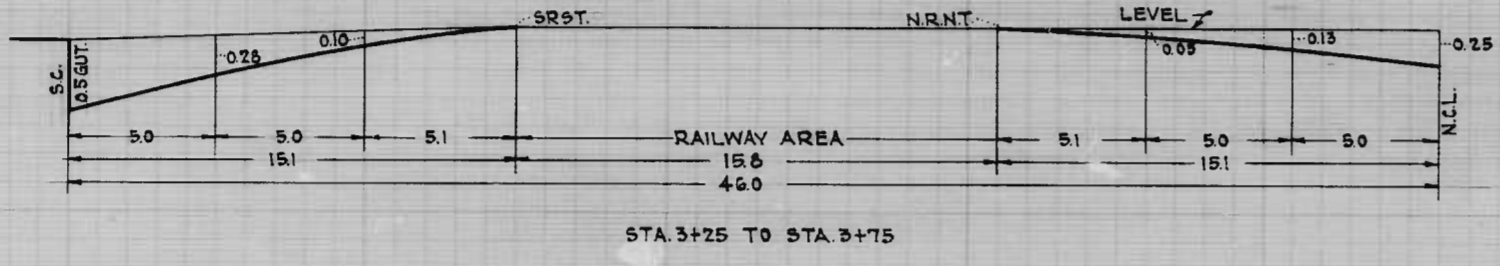 S.R.S.T.
N.R.N.T.
LEVEL
0.10
0.28
0.05
0.13
0.25
S.C.
0.5 GUT.
N.C.L.
5.0 5.0 5.1 RAILWAY AREA 5.1 5.0 5.0
15.1 15.8 15.1
46.0
STA. 3+25 TO STA. 3+75